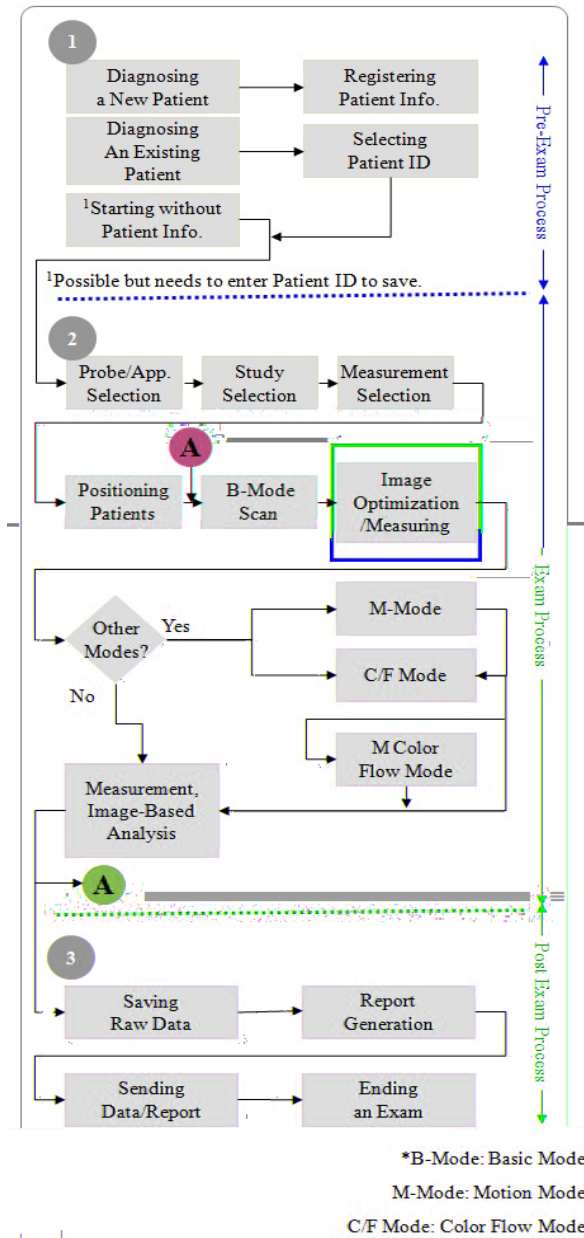 1
Diagnosing
a New Patient
Registering
Patient Info.
Diagnosing
An Existing
Patient
Selecting
Patient ID
1Starting without
Patient Info.
1Possible but needs to enter Patient ID to save.
Pre-Exam Process
2
Probe/App.
Selection
Study
Selection
Measurement
Selection
A
Positioning
Patients
B-Mode
Scan
Image
Optimization
/Measuring
Other
Modes?
Yes
No
M-Mode
C/F Mode
M Color
Flow Mode
Measurement,
Image-Based
Analysis
A
Exam Process
3
Saving
Raw Data
Report
Generation
Sending
Data/Report
Ending
an Exam
Post Exam Process
*B-Mode: Basic Mode
M-Mode: Motion Mode
C/F Mode: Color Flow Mode